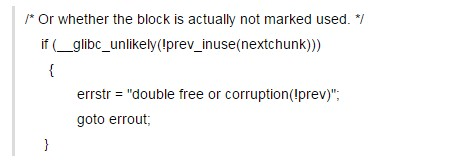 /* Or whether the block is actually not marked used. */
if (__glibc_unlikely(!prev_inuse(nextchunk)))
{
errstr = "double free or corruption(!prev)";
goto errout;
}